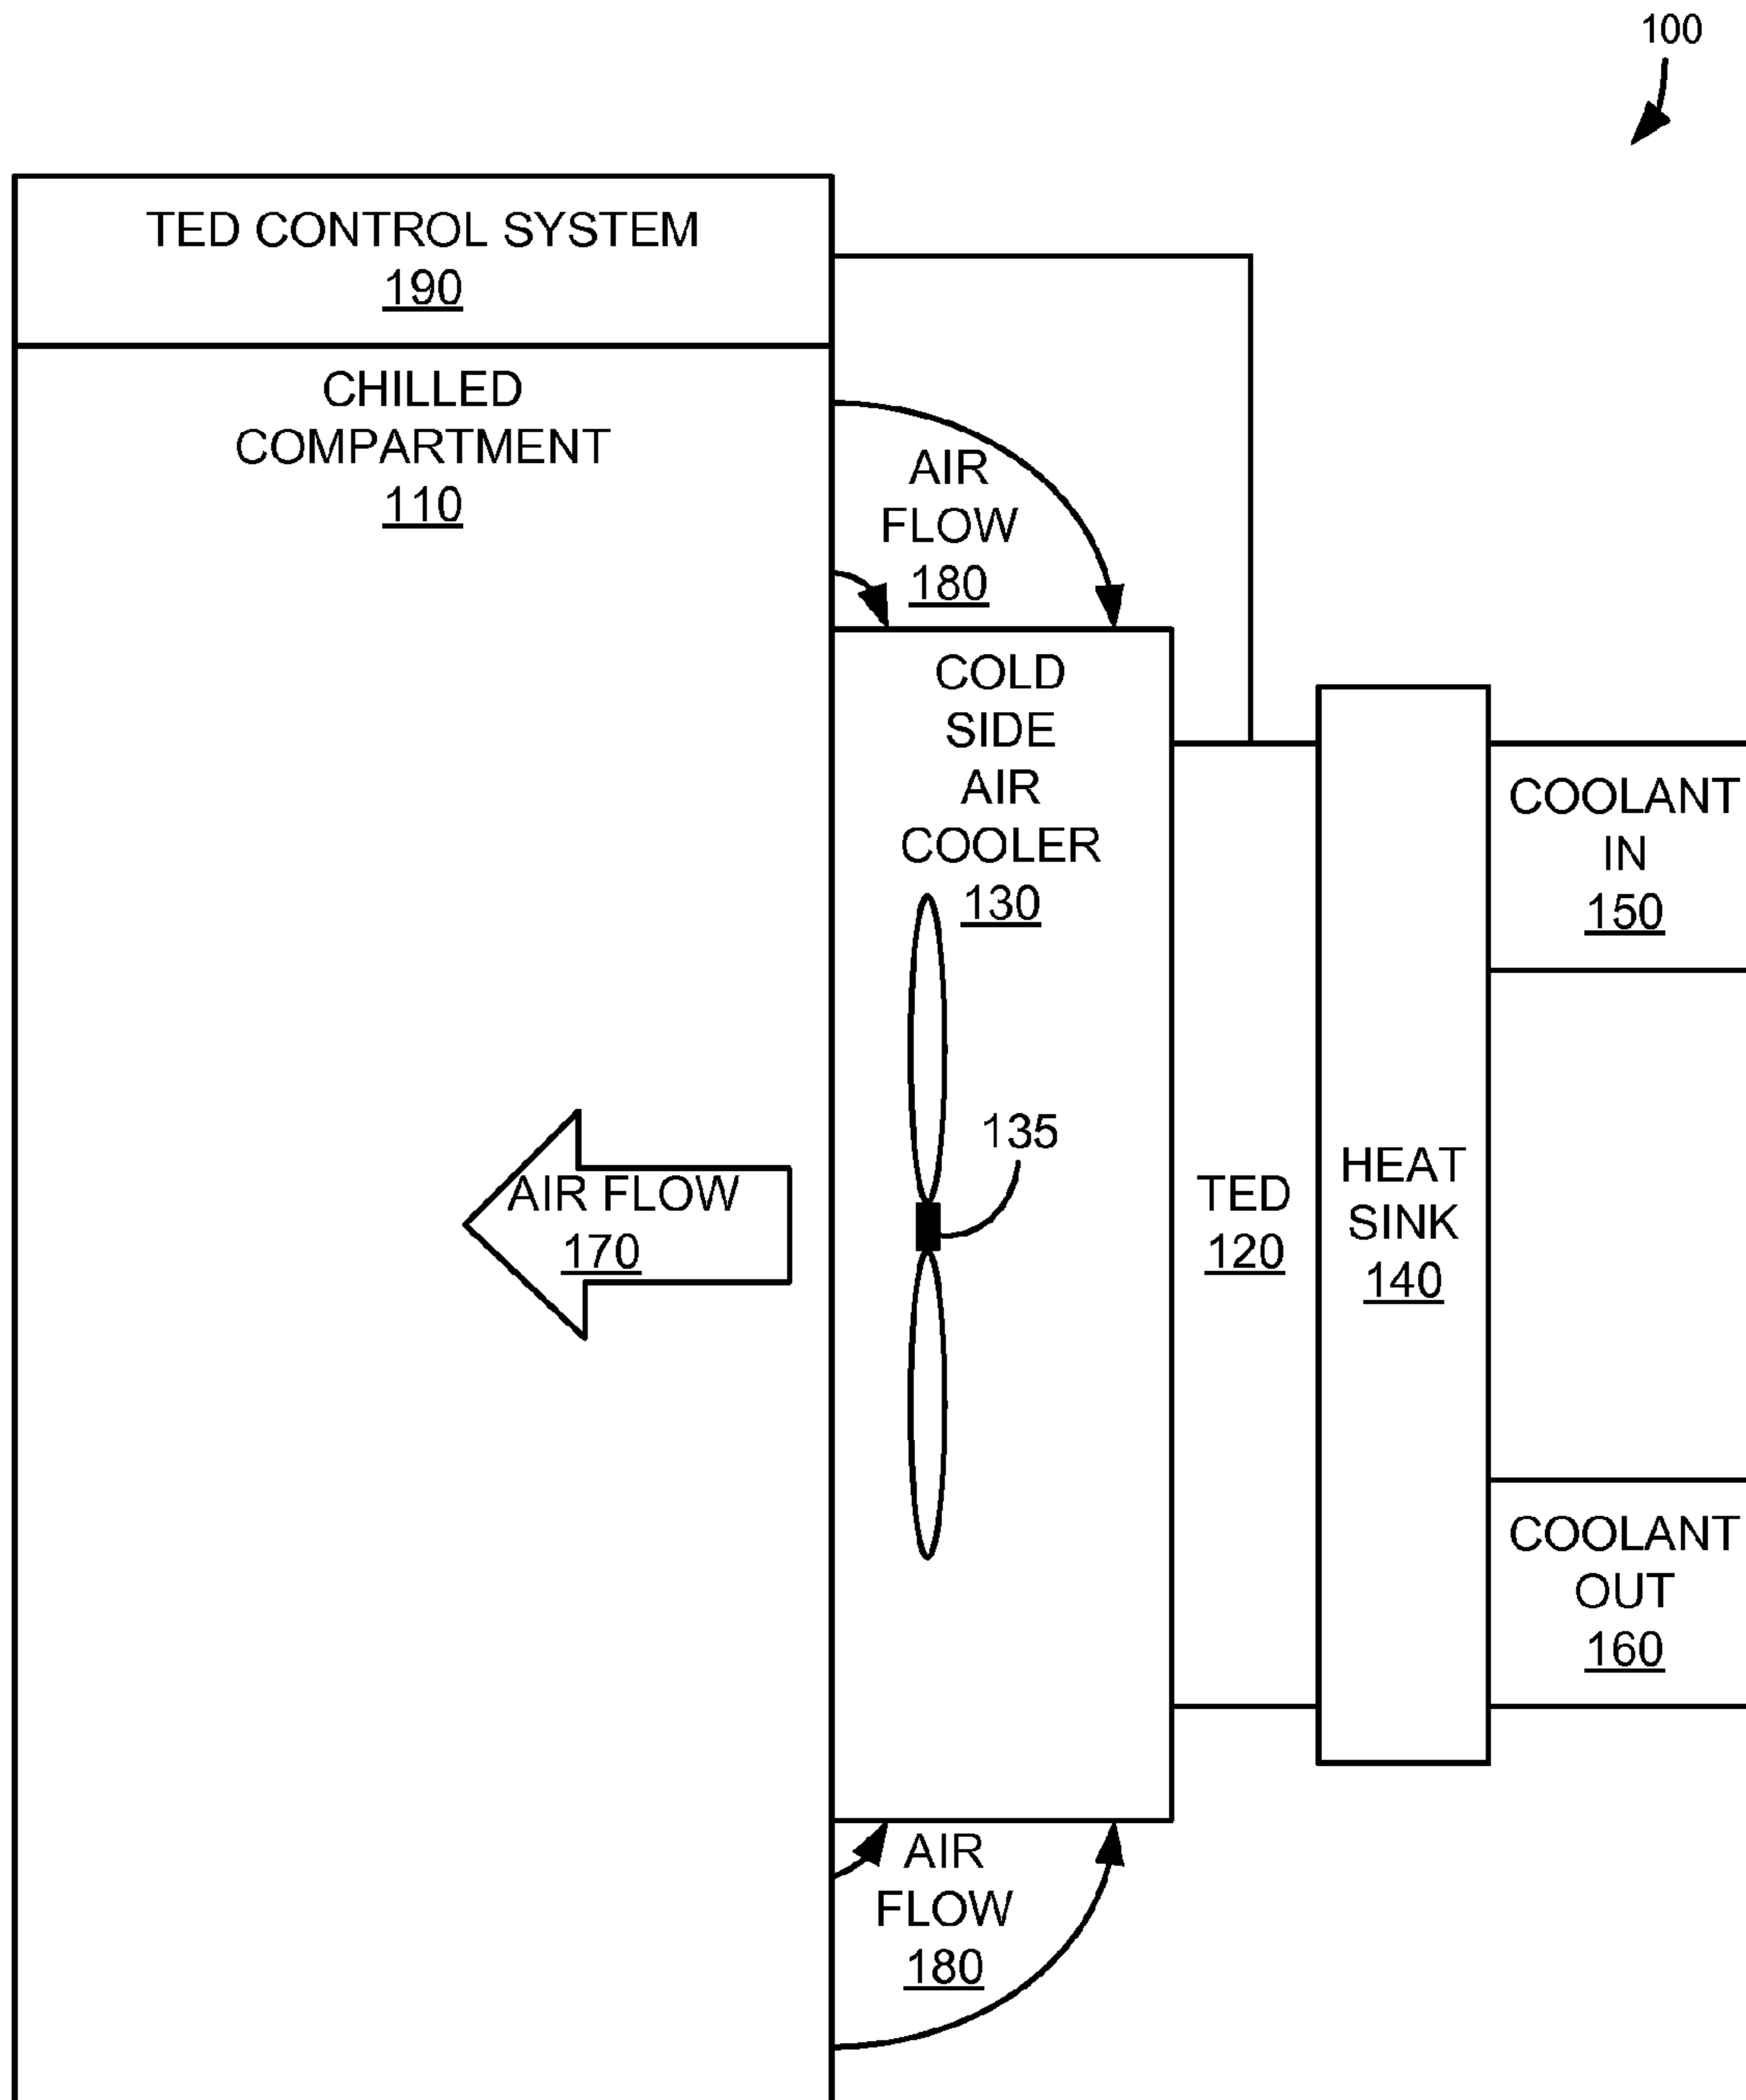 100
TED CONTROL SYSTEM
190
CHILLED
COMPARTMENT
110
AIR
FLOW
180
COLD
SIDE
AIR
COOLER
130
COOLANT
IN
150
135
AIR FLOW
170
TED
120
HEAT
SINK
140
COOLANT
OUT
160
AIR
FLOW
180